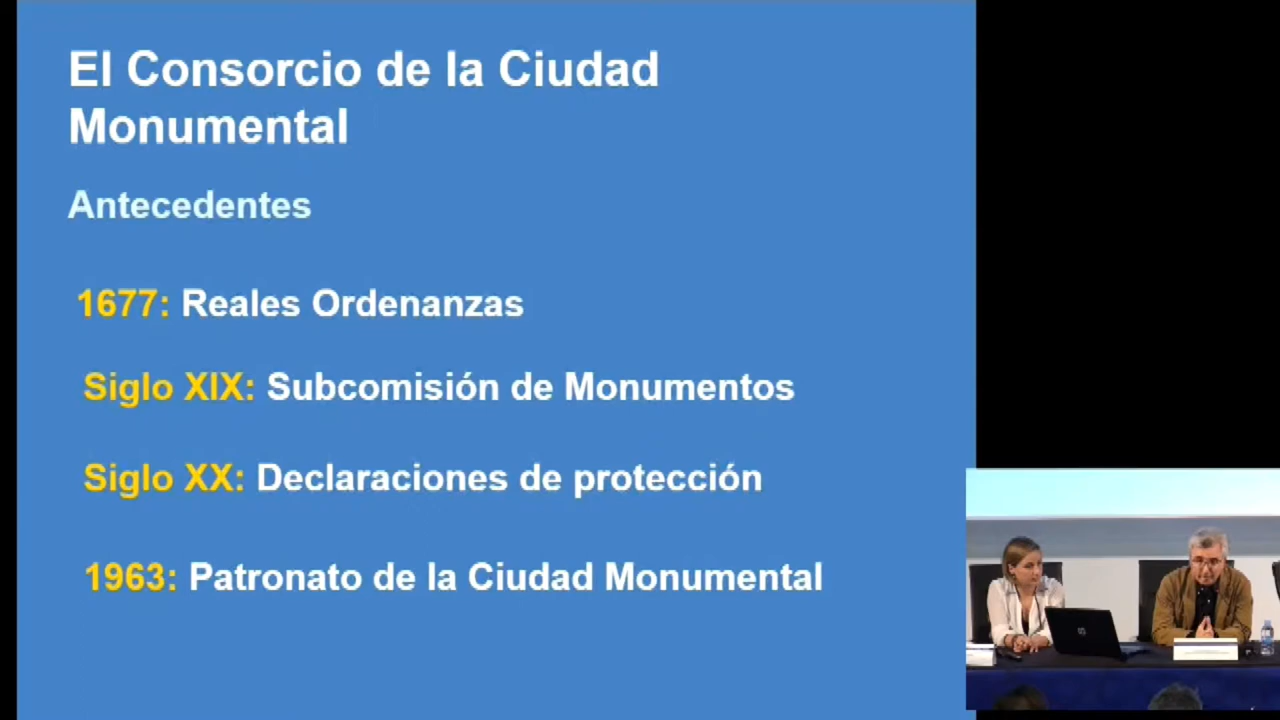 El Consorcio de la Ciudad
Monumental
Antecedentes
1677: Reales Ordenanzas
Siglo XIX: Subcomisión de Monumentos
Siglo XX: Declaraciones de protección
1963: Patronato de la Ciudad Monumental